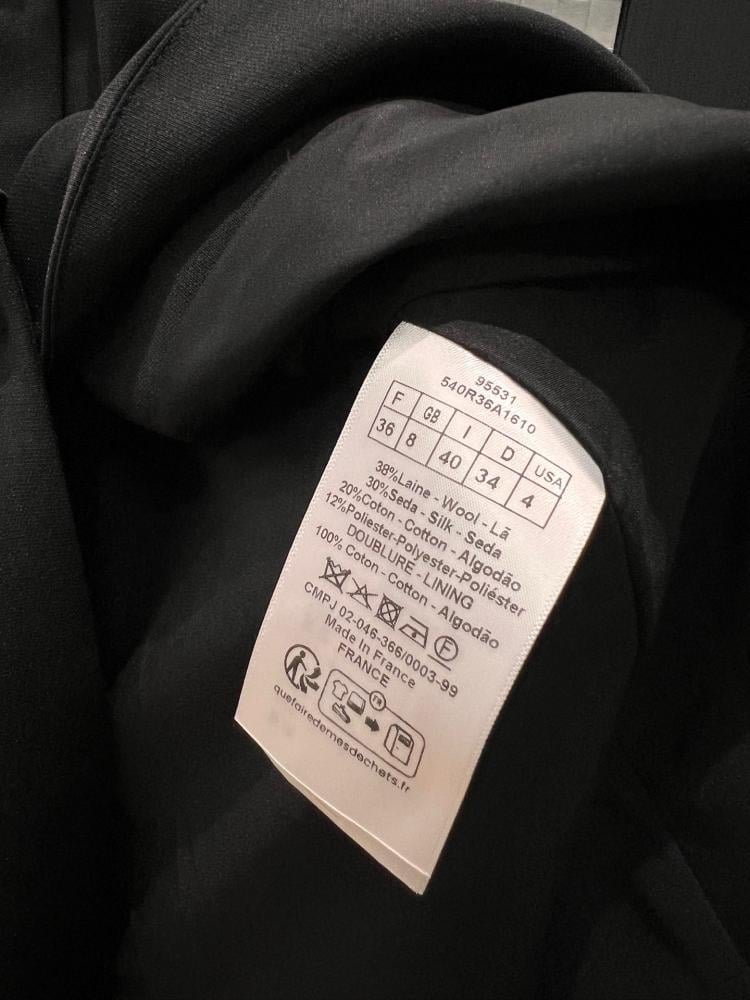 95531
540R36A1610
F GB I D USA
36 8 40 34 4
38%Laine - Wool - Lã
30%Seda - Silk - Seda
20%Coton - Cotton - Algodão
12%Poliester-Polyester-Poliéster
DOUBLURE - LINING
100% Coton - Cotton - Algodão
F
CMPJ 02-046-366/0003-99
Made In France
FRANCE
FR
quefairedemesdechets.fr